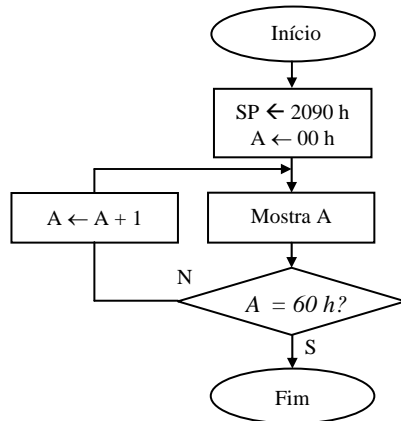 Início
SP ← 2090 h
A ← 00 h
A ← A + 1
Mostra A
N
A = 60 h?
S
Fim